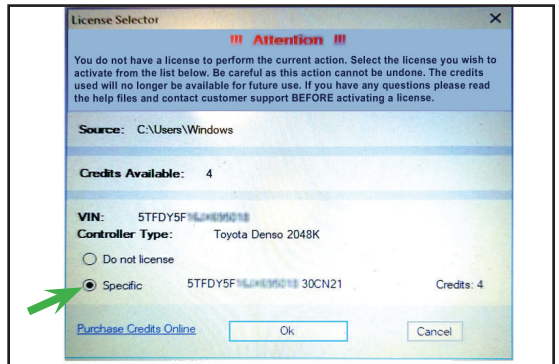 License Selector
!!! Attention !!!
You do not have a license to perform the current action. Select the license you wish to
activate from the list below. Be careful as this action cannot be undone. The credits
used will no longer be available for future use. If you have any questions please read
the help files and contact customer support BEFORE activating a license.
Source: C:\Users\Windows
Credits Available: 4
VIN: 5TFDY5F
Controller Type: Toyota Denso 2048K
Do not license
Specific 5TFDY5F 30CN21 Credits: 4
Purchase Credits Online Ok Cancel